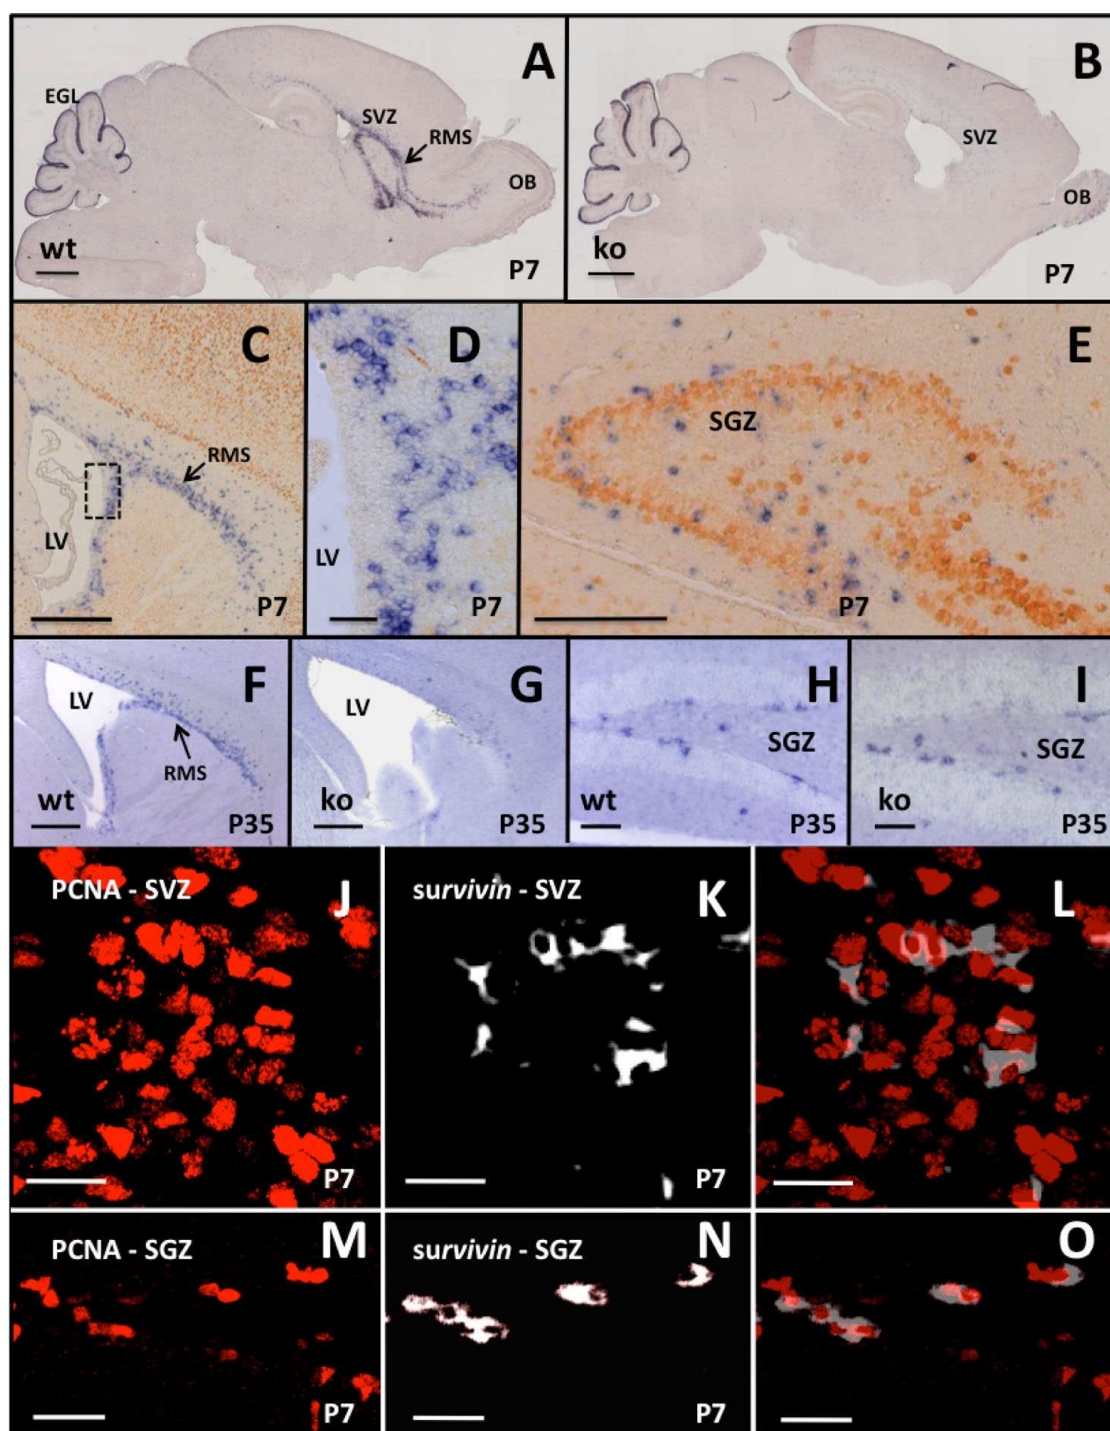 A
EGL
SVZ
RMS
OB
wt
P7
B
SVZ
OB
ko
P7
C
RMS
LV
P7
D
LV
P7
E
SGZ
P7
F
LV
RMS
wt
P35
G
LV
ko
P35
H
SGZ
wt
P35
I
SGZ
ko
P35
PCNA - SVZ
J
P7
survivin - SVZ
K
P7
L
PCNA - SGZ
M
P7
survivin - SGZ
N
P7
O